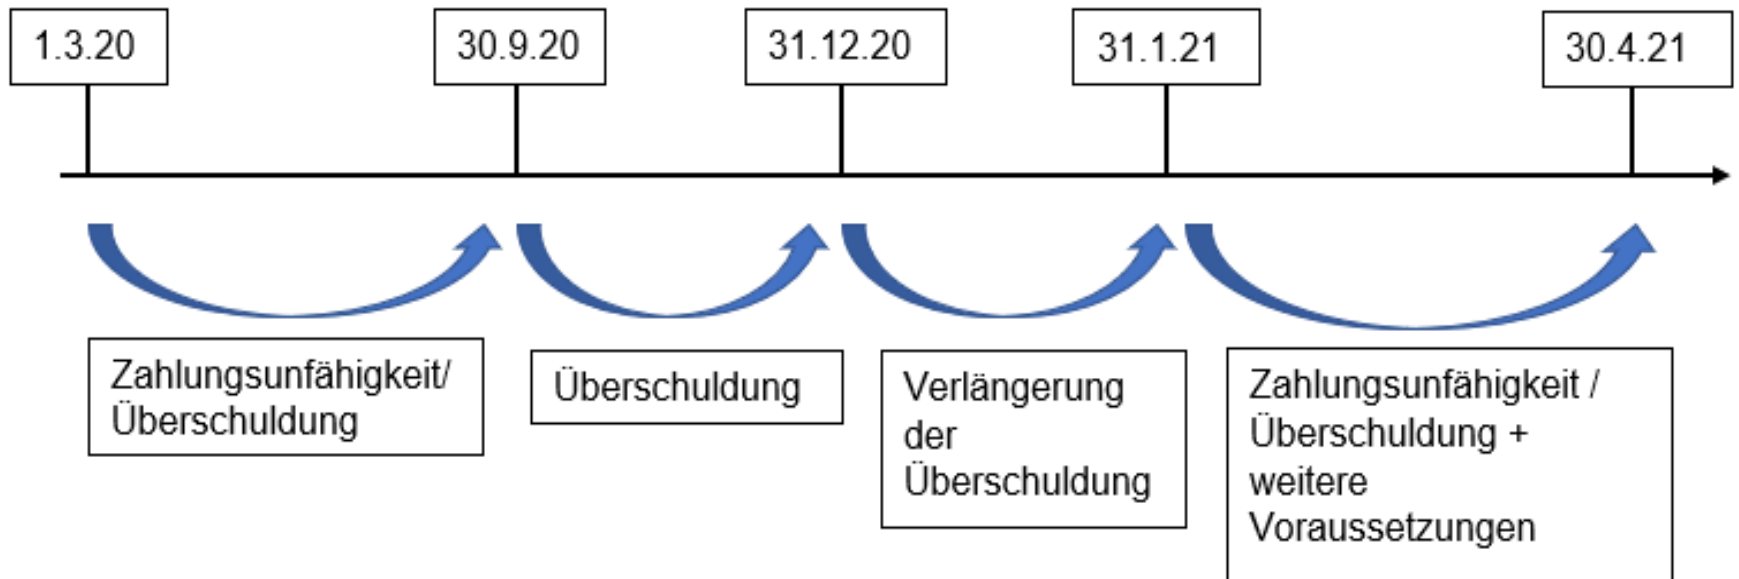 1.3.20
30.9.20
31.12.20
31.1.21
30.4.21
Zahlungsunfähigkeit/
Überschuldung
Überschuldung
Verlängerung
der
Überschuldung
Zahlungsunfähigkeit /
Überschuldung +
weitere
Voraussetzungen